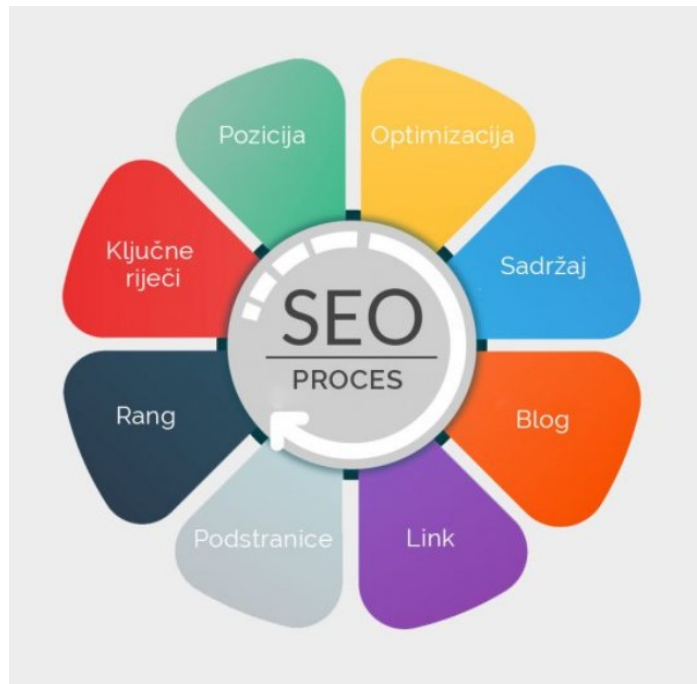 Pozicija
Optimizacija
Ključne
riječi
Sadržaj
SEO
PROCES
Rang
Blog
Podstranice
Link